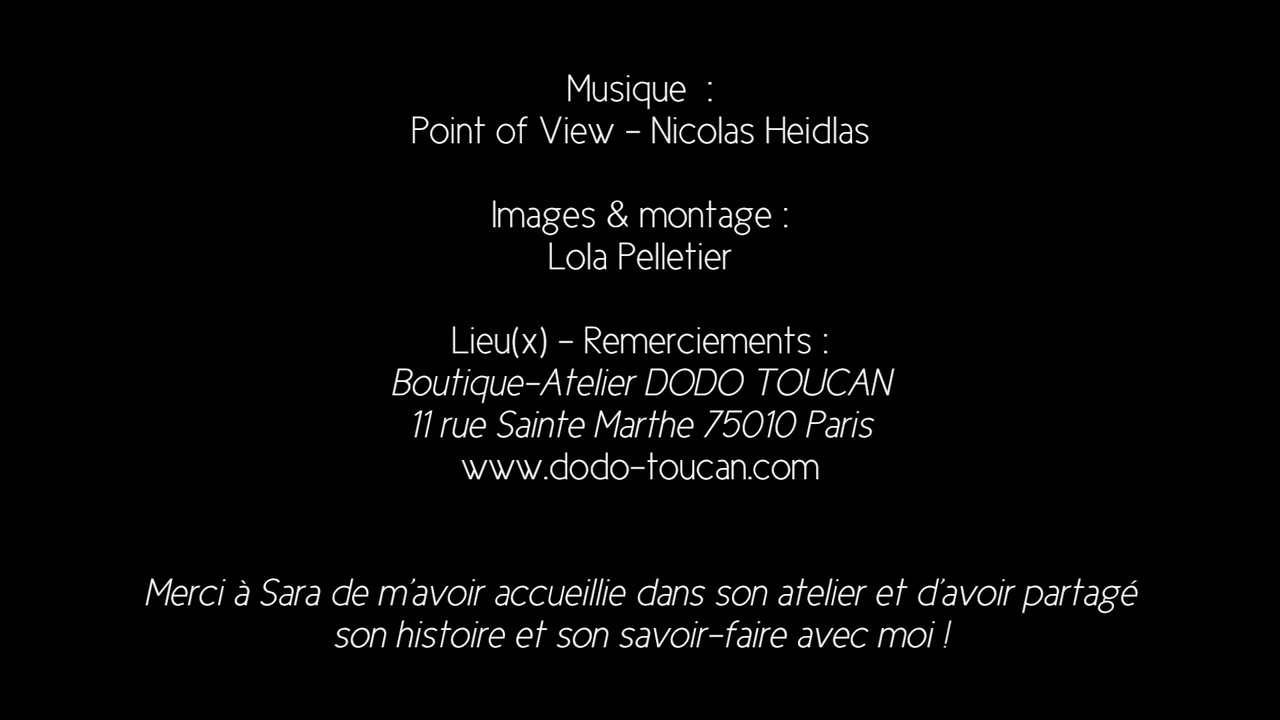 Musique  :
Point of View - Nicolas Heidlas
Images & montage :
Lola Pelletier
Lieu(x) - Remerciements :
Boutique-Atelier DODO TOUCAN
11 rue Sainte Marthe 75010 Paris
www.dodo-toucan.com
Merci à Sara de m'avoir accueillie dans son atelier et d'avoir partagé
son histoire et son savoir-faire avec moi !